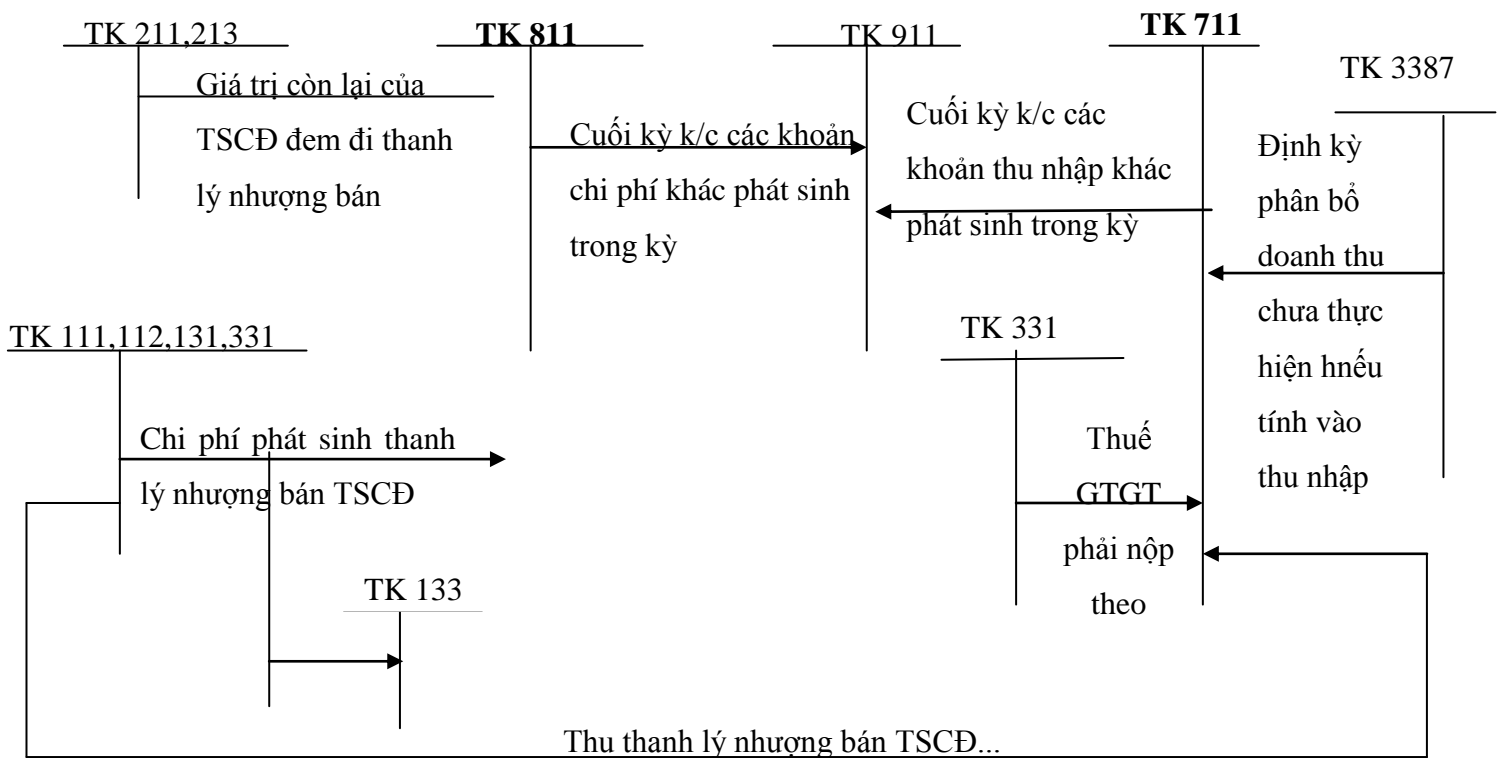 TK 211,213
TK 811
TK 911
TK 711
TK 3387
Giá trị còn lại của
TSCĐ đem đi thanh
lý nhượng bán
Cuối kỳ k/c các khoản
chi phí khác phát sinh
trong kỳ
Cuối kỳ k/c các
khoản thu nhập khác
phát sinh trong kỳ
Định kỳ
phân bổ
doanh thu
chưa thực
hiện hnếu
tính vào
thu nhập
TK 111,112,131,331
TK 331
Chi phí phát sinh thanh
lý nhượng bán TSCĐ
Thuế
GTGT
phải nộp
theo
TK 133
Thu thanh lý nhượng bán TSCĐ...